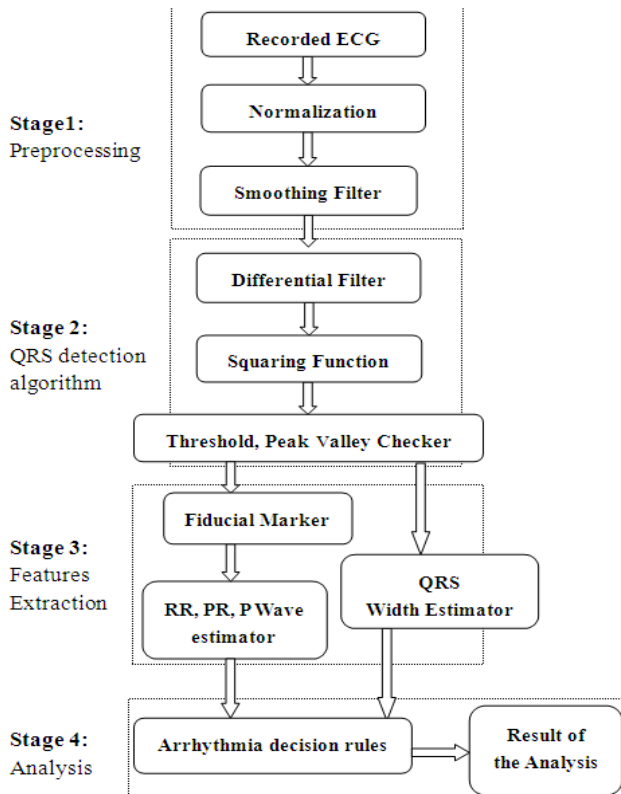 Recorded ECG
Stage1:
Preprocessing
Normalization
Smoothing Filter
Differential Filter
Stage 2:
QRS detection
algorithm
Squaring Function
Threshold, Peak Valley Checker
Fiducial Marker
Stage 3:
Features
Extraction
RR, PR, P Wave
estimator
QRS
Width Estimator
Stage 4:
Analysis
Arrhythmia decision rules
Result of
the Analysis